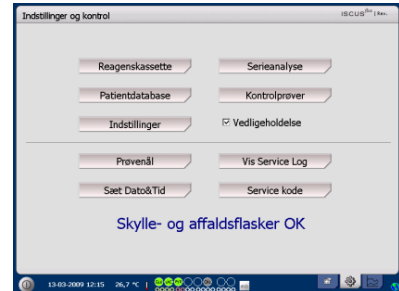 Indstillinger og kontrol
ISCUS
Reagenskassette
Serieanalyse
Patientdatabase
Kontrolprøver
Indstillinger
Vedligeholdelse
Prøvenål
Vis Service Log
Sæt Dato&Tid
Service kode
Skylle- og affaldsflasker OK
13-03-2009 12:15 26,7 °C